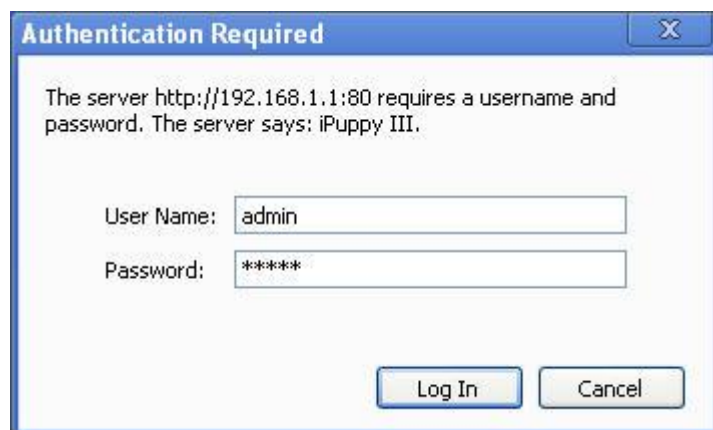 Authentication Required
X
The server http://192.168.1.1:80 requires a username and
password. The server says: iPuppy III.
User Name: admin
Password: *****
Log In Cancel